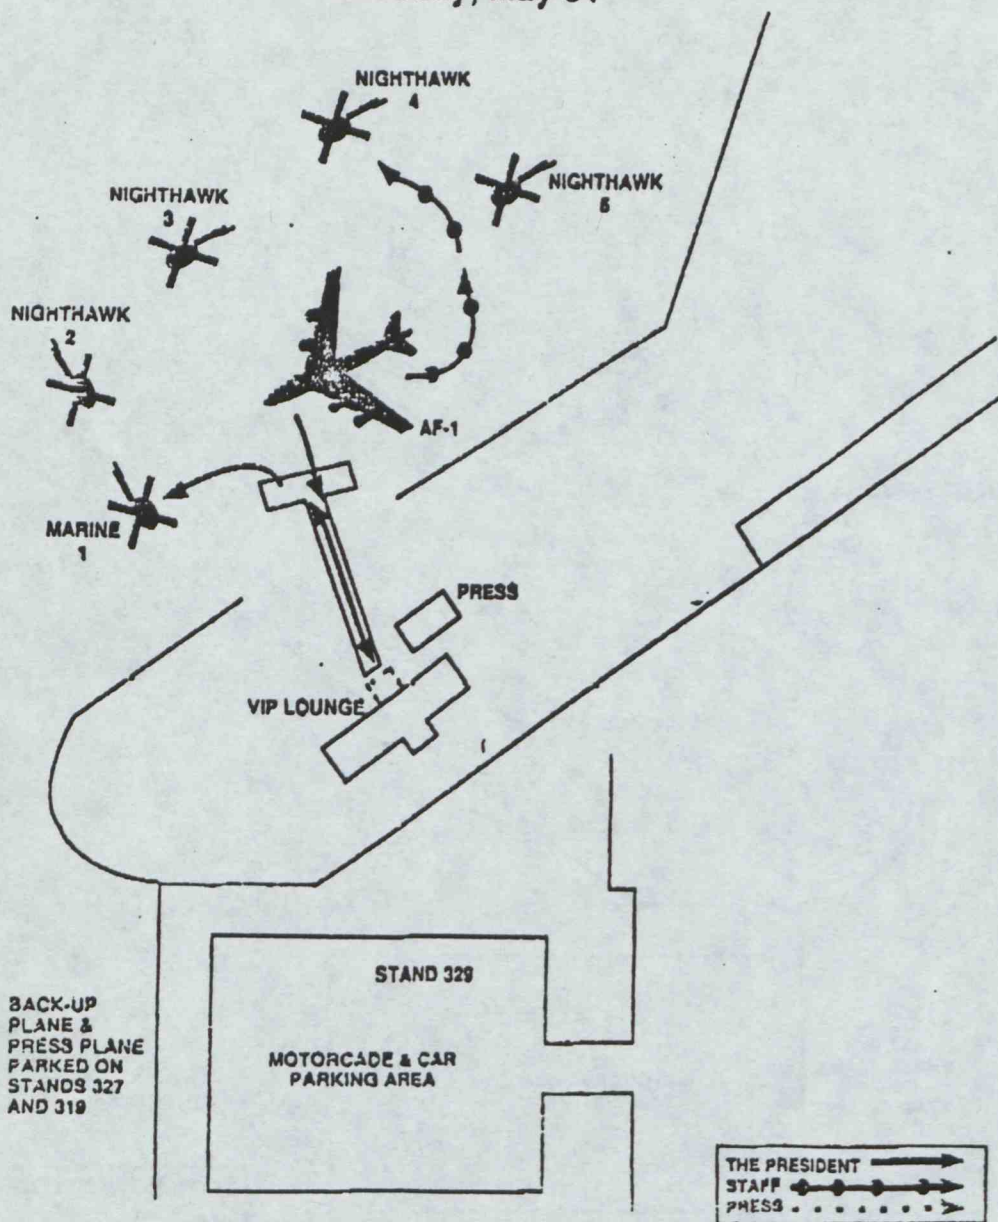 NIGHTHAWK
4
NIGHTHAWK
5
NIGHTHAWK
3
NIGHTHAWK
2
AF-1
MARINE
1
PRESS
VIP LOUNGE
STAND 329
BACK-UP
PLANE &
PRESS PLANE
PARKED ON
STANDS 327
AND 319
MOTORCADE & CAR
PARKING AREA
THE PRESIDENT
STAFF
PRESS